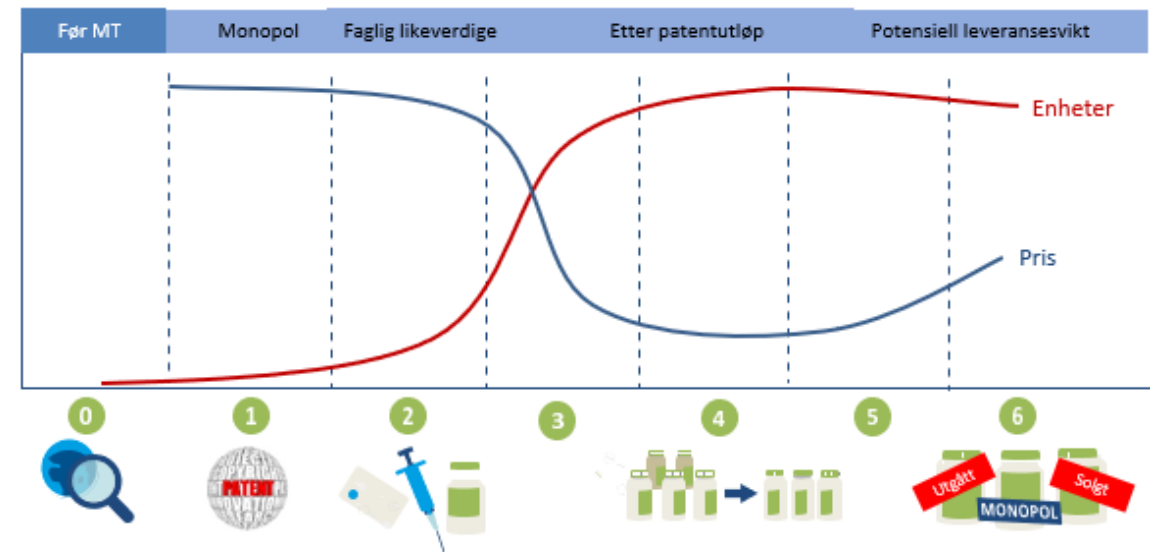 Før MT
Monopol
Faglig likeverdige
Etter patentutløp
Potensiell leveransesvikt
Enheter
Pris
0
1
2
3
4
5
6
PATENT
Utgått
MONOPOL
Solgt